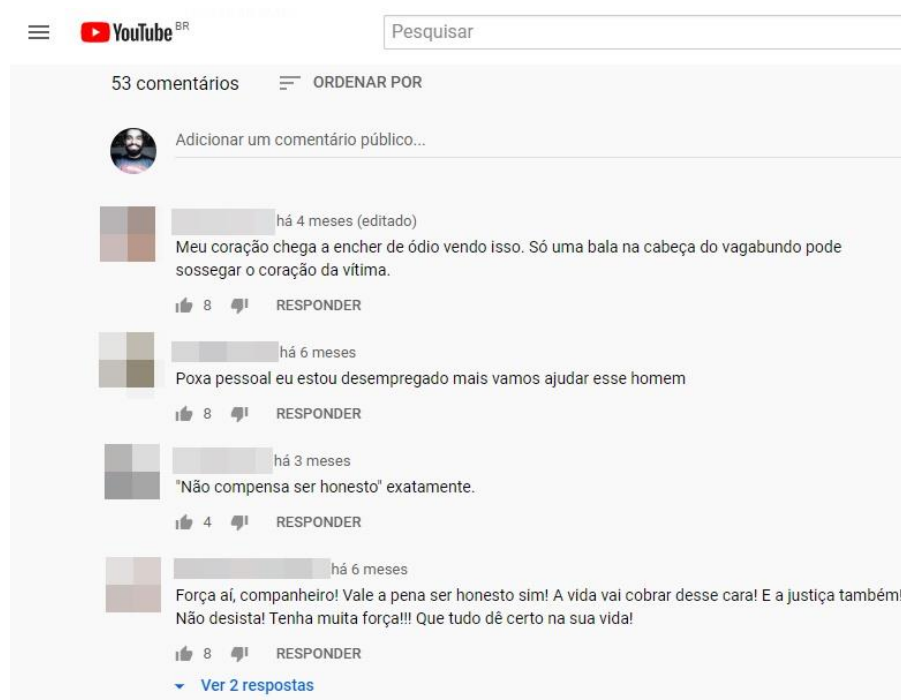 YouTube BR
Pesquisar
53 comentários
ORDENAR POR
Adicionar um comentário público...
há 4 meses (editado)
Meu coração chega a encher de ódio vendo isso. Só uma bala na cabeça do vagabundo pode
sossegar o coração da vítima.
8 RESPONDER
há 6 meses
Poxa pessoal eu estou desempregado mais vamos ajudar esse homem
8 RESPONDER
há 3 meses
"Não compensa ser honesto" exatamente.
4 RESPONDER
há 6 meses
Força aí, companheiro! Vale a pena ser honesto sim! A vida vai cobrar desse cara! E a justiça também!
Não desista! Tenha muita força!!! Que tudo dê certo na sua vida!
8 RESPONDER
Ver 2 respostas